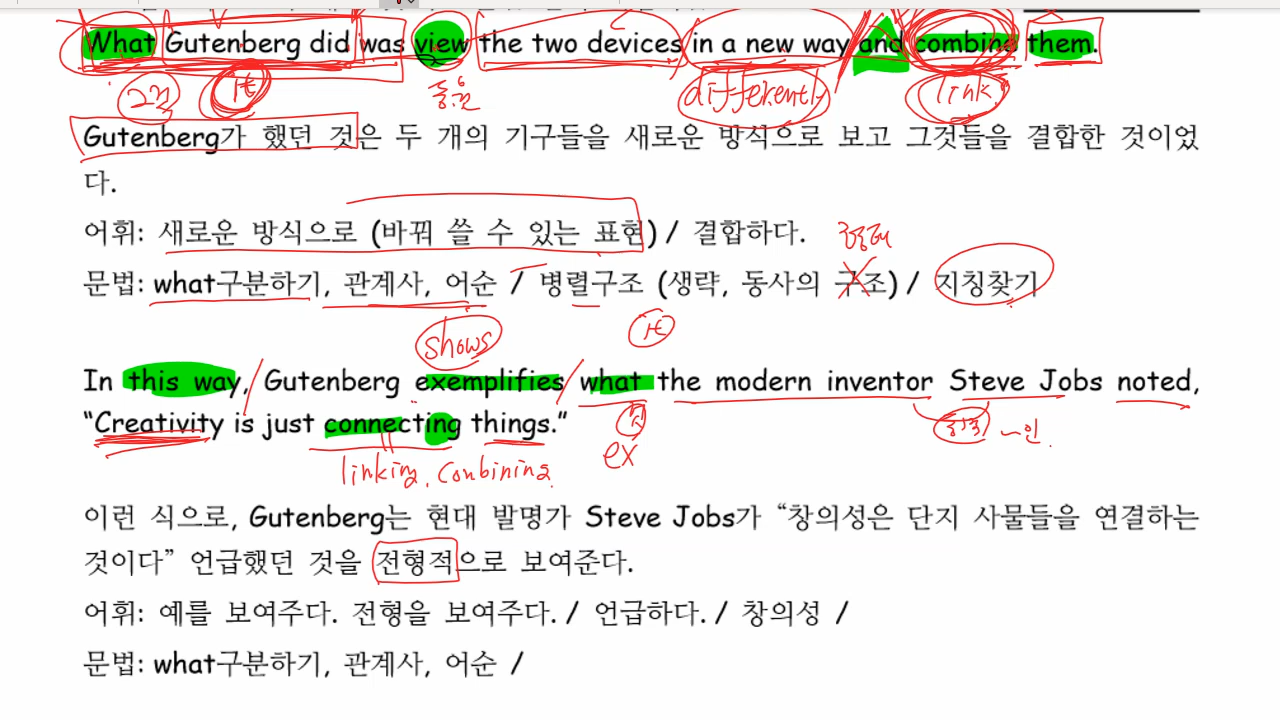 What Gutenberg did was view the two devices in a new way and combine them.
그것 it 중요 differently link
Gutenberg가 했던 것은 두 개의 기구들을 새로운 방식으로 보고 그것들을 결합한 것이었
다.
어휘: 새로운 방식으로 (바꿔 쓸 수 있는 표현) / 결합하다.
형태
문법: what구분하기, 관계사, 어순 / 병렬구조 (생략, 동사의 구조) / 지칭찾기
shows it
In this way, Gutenberg exemplifies what the modern inventor Steve Jobs noted,
“Creativity is just connecting things.”
~인
linking, combining ex
이런 식으로, Gutenberg는 현대 발명가 Steve Jobs가 “창의성은 단지 사물들을 연결하는
것이다” 언급했던 것을 전형적으로 보여준다.
어휘: 예를 보여주다. 전형을 보여주다. / 언급하다. / 창의성 /
문법: what구분하기, 관계사, 어순 /